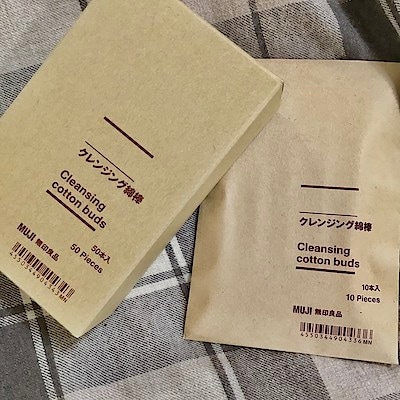 クレンジング綿棒
Cleansing
cotton buds
50本入
50 Pieces
MUJI 無印良品
クレンジング綿棒
Cleansing
cotton buds
10本入
10 Pieces
MUJI 無印良品
4550344904336MN